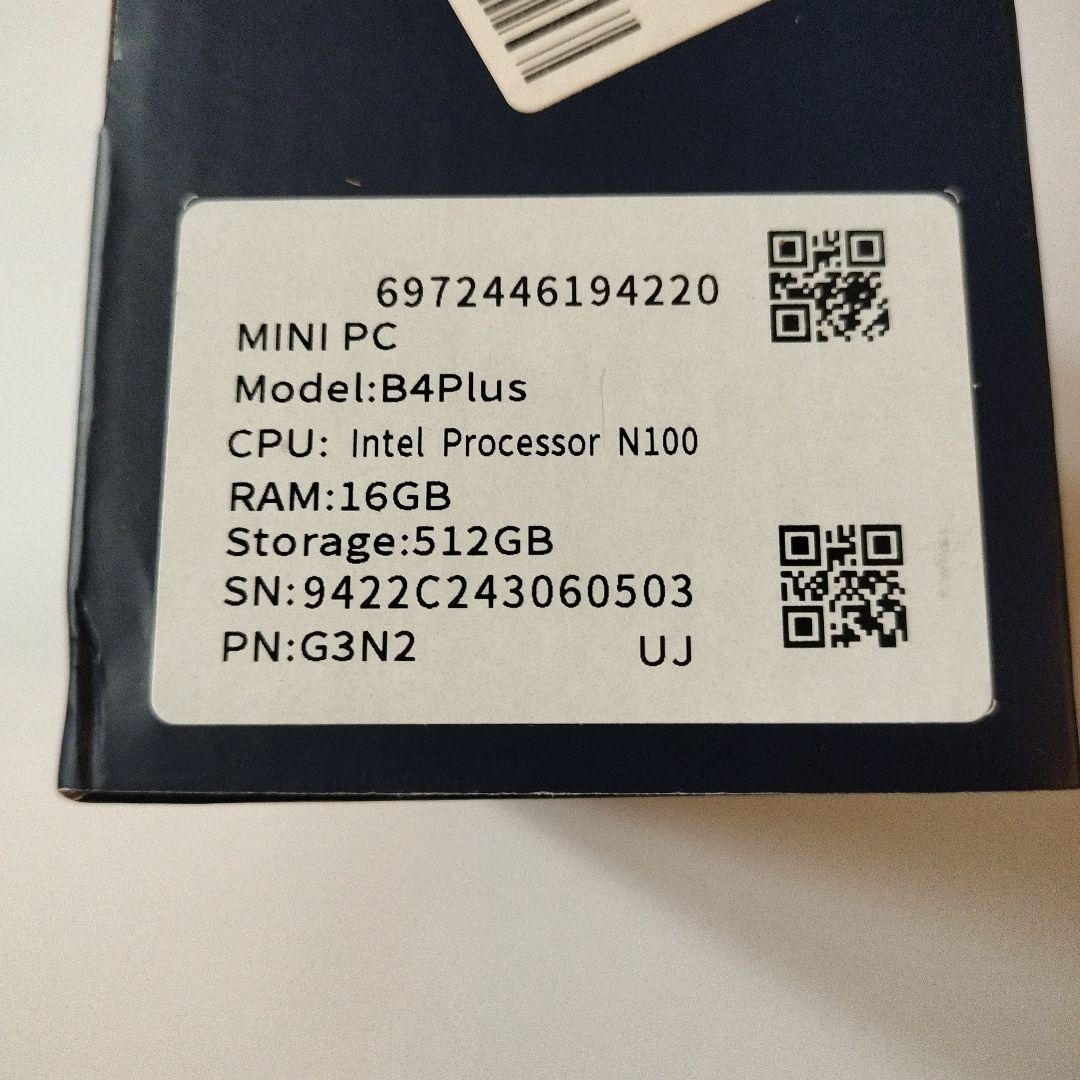 6972446194220
MINI PC
Model:B4Plus
CPU: Intel Processor N100
RAM:16GB
Storage:512GB
SN:9422C243060503
PN:G3N2 UJ